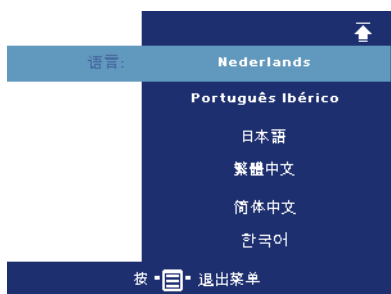 语言: Nederlands
Português Ibérico
日本語
繁體中文
简体中文
한국어
按 退出菜单